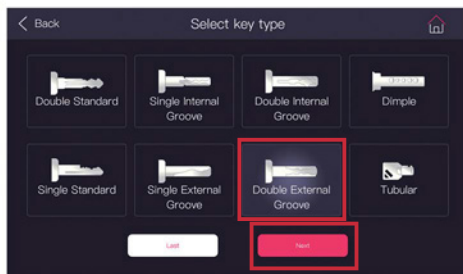 Back
Select key type
Double Standard
Single Internal
Groove
Double Internal
Groove
Dimple
Single Standard
Single External
Groove
Double External
Groove
Tubular
Last
Next